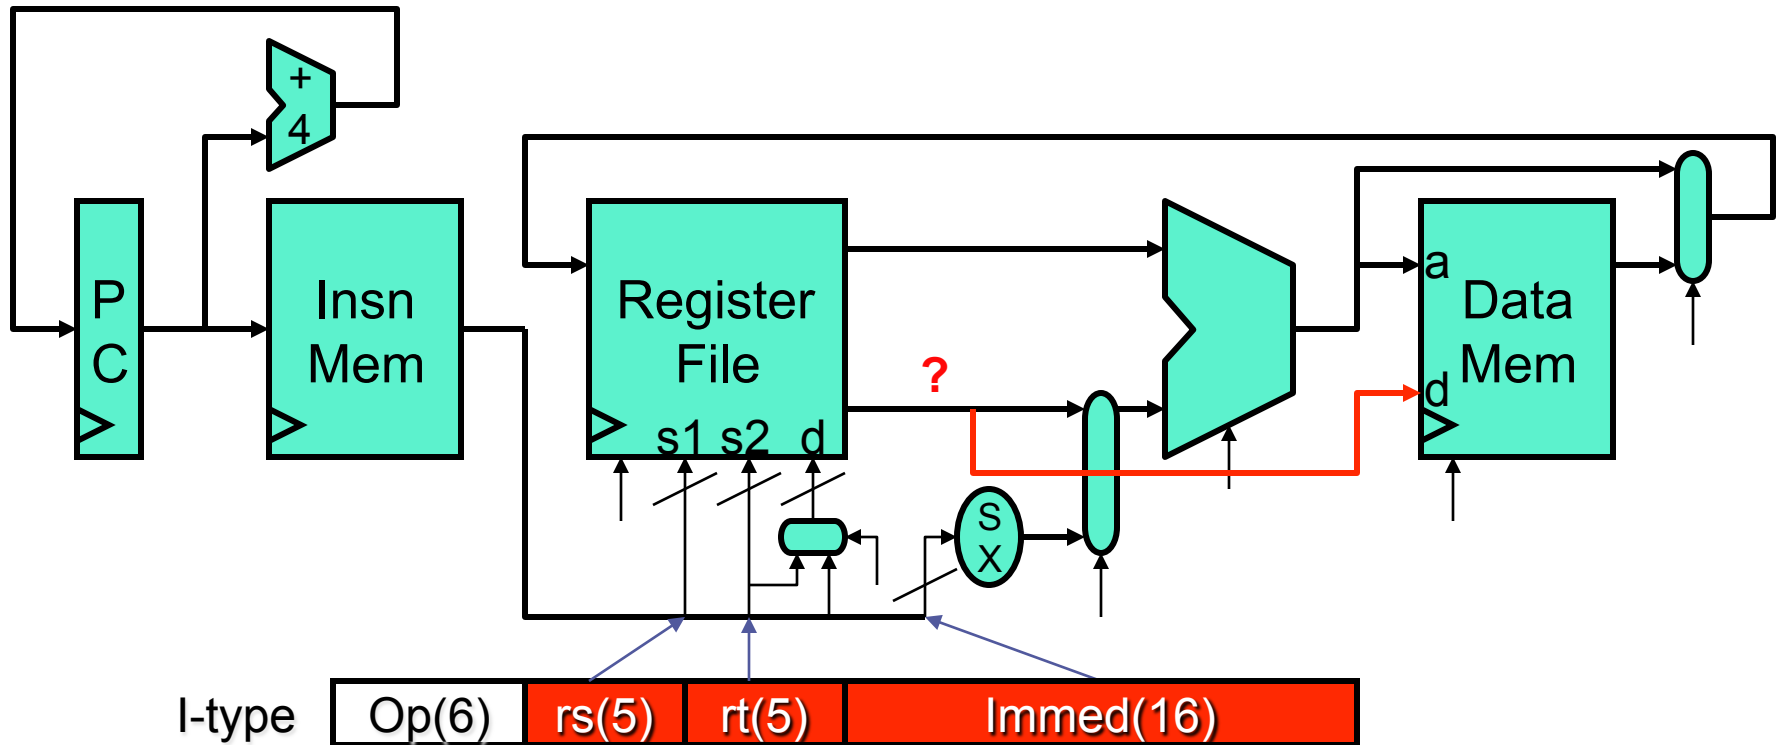 +
4
P
C
Insn
Mem
Register
File
s1 s2 d
?
S
X
a
d
Data
Mem
I-type Op(6) rs(5) rt(5) Immed(16)